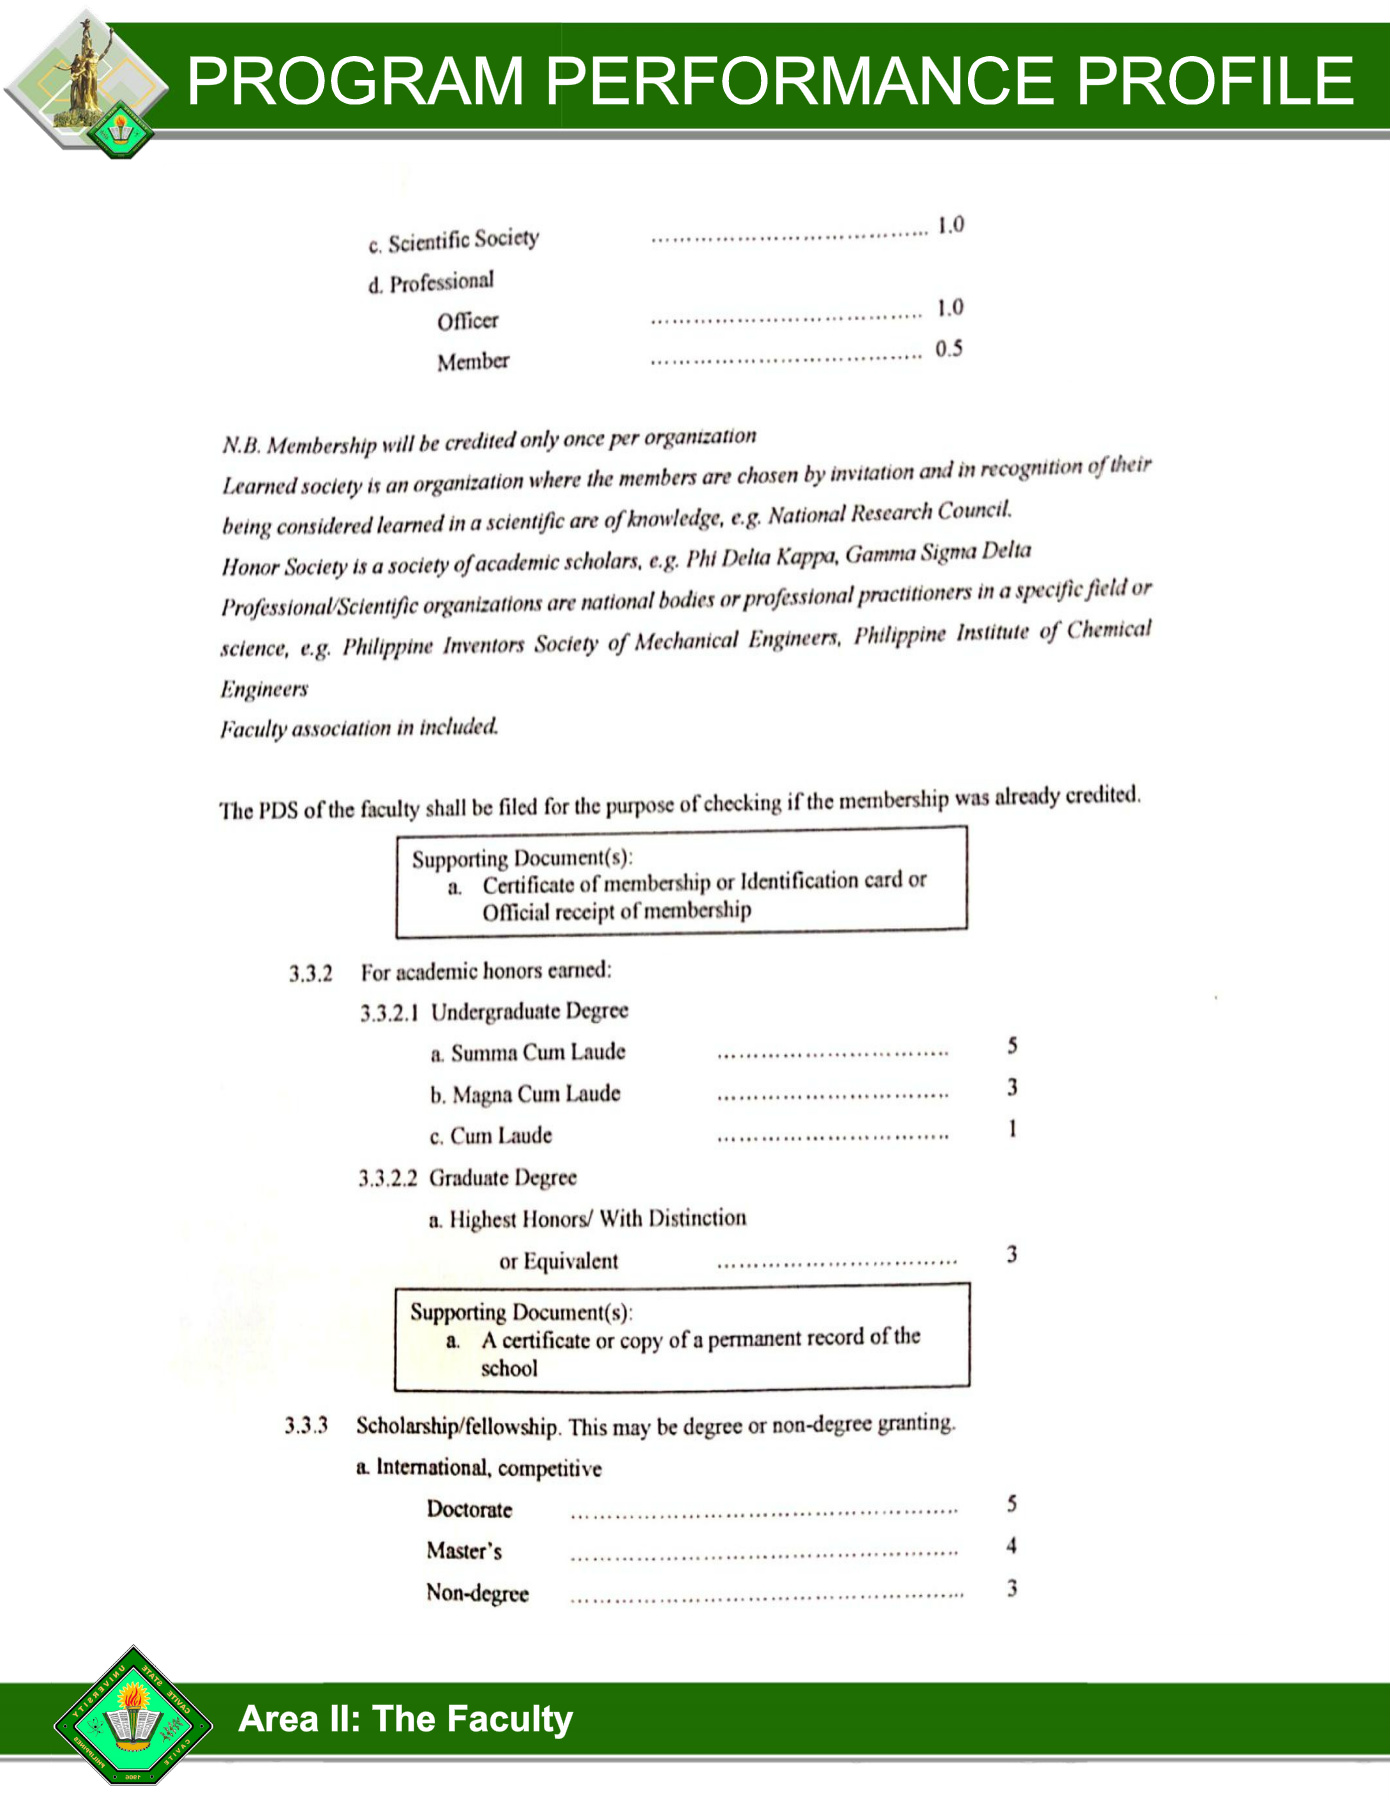 PROGRAM PERFORMANCE PROFILE
c. Scientific Society ........................................ 1.0
d. Professional
Officer ...................................... 1.0
Member ...................................... 0.5
N.B. Membership will be credited only once per organization
Learned society is an organization where the members are chosen by invitation and in recognition of their
being considered learned in a scientific are of knowledge, e.g. National Research Council.
Honor Society is a society of academic scholars, e.g. Phi Delta Kappa, Gamma Sigma Delta
Professional/Scientific organizations are national bodies or professional practitioners in a specific field or
science, e.g. Philippine Inventors Society of Mechanical Engineers, Philippine Institute of Chemical
Engineers
Faculty association in included.
The PDS of the faculty shall be filed for the purpose of checking if the membership was already credited.
Supporting Document(s):
a. Certificate of membership or Identification card or
Official receipt of membership
3.3.2 For academic honors earned:
3.3.2.1 Undergraduate Degree
a. Summa Cum Laude ................................ 5
b. Magna Cum Laude ................................ 3
c. Cum Laude ................................ 1
3.3.2.2 Graduate Degree
a. Highest Honors/ With Distinction
or Equivalent ................................. 3
Supporting Document(s):
a. A certificate or copy of a permanent record of the
school
3.3.3 Scholarship/fellowship. This may be degree or non-degree granting.
a. International, competitive
Doctorate ...................................................... 5
Master's ...................................................... 4
Non-degree ....................................................... 3
CAVITE STATE UNIVERSITY
CAVITE
PHILIPPINES
1906
Area II: The Faculty